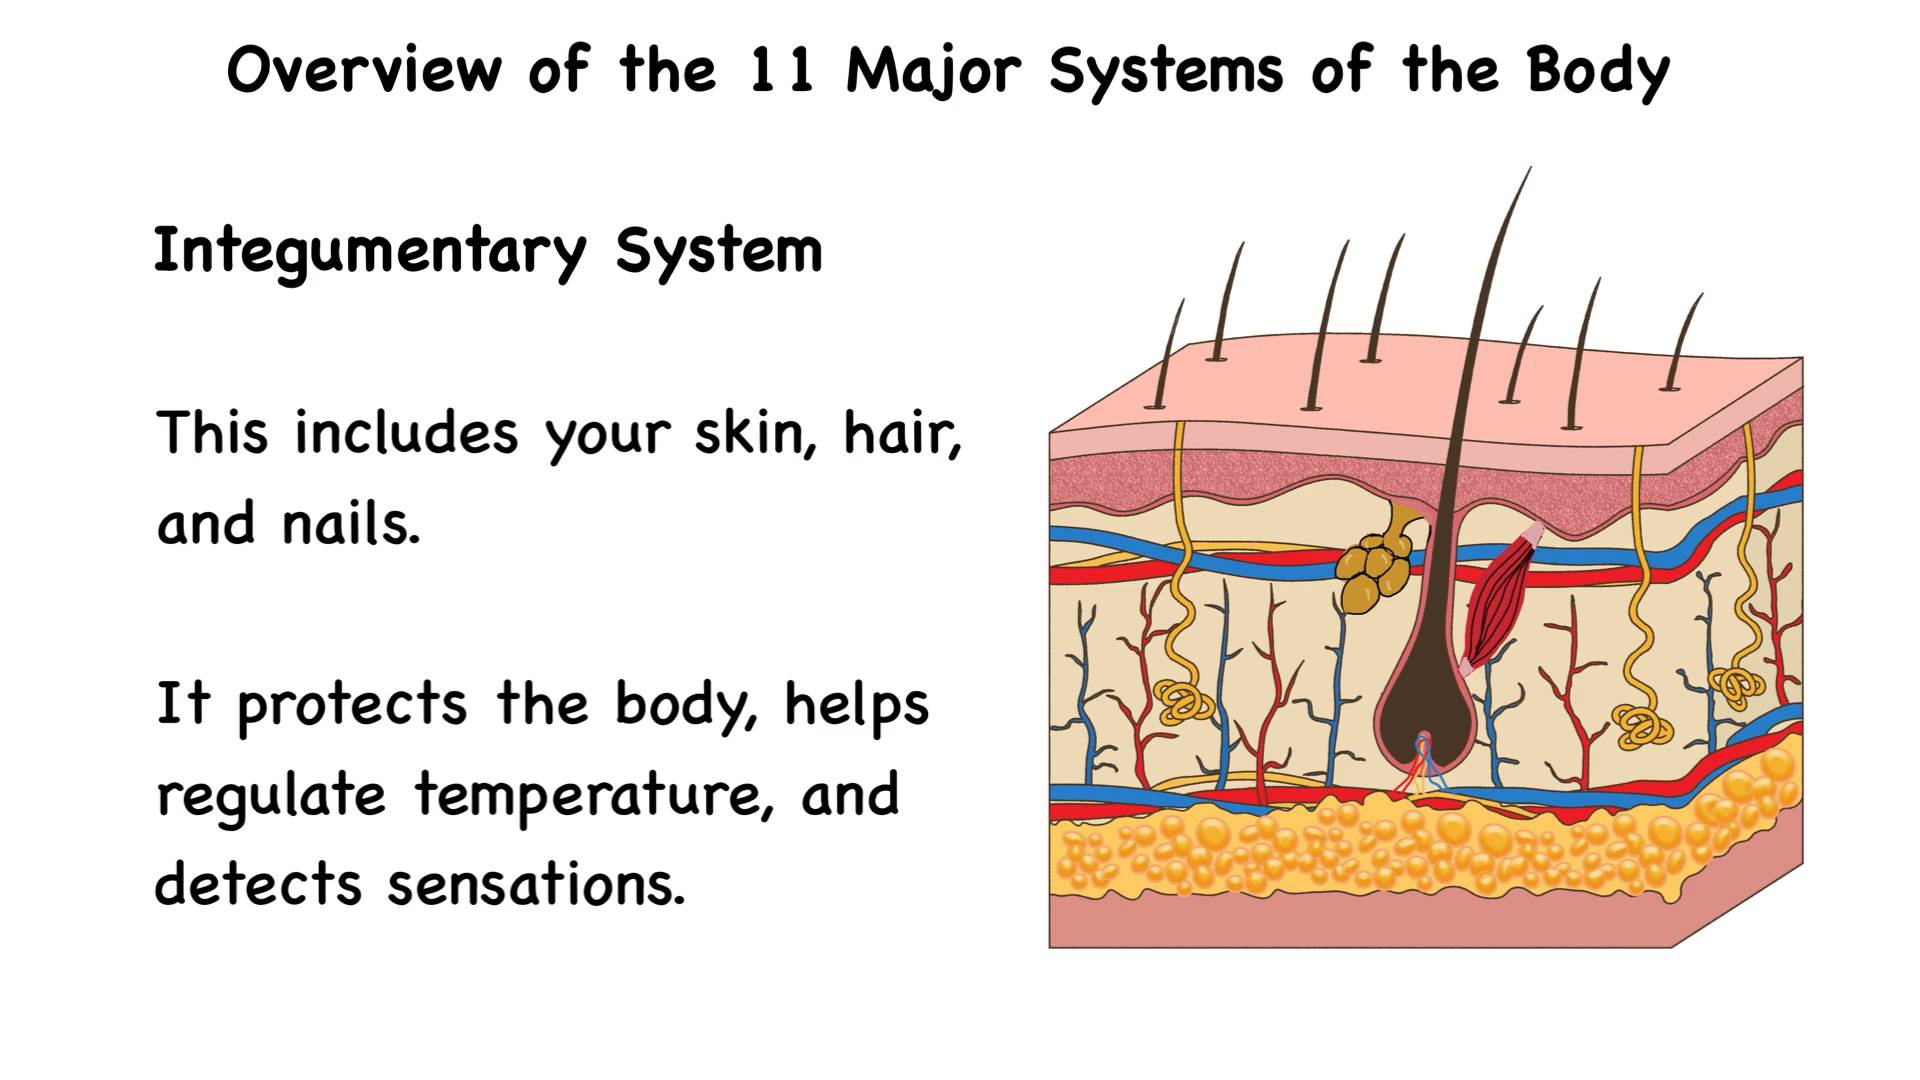 Overview of the 11 Major Systems of the Body
Integumentary System
This includes your skin, hair,
and nails.
It protects the body, helps
regulate temperature, and
detects sensations.